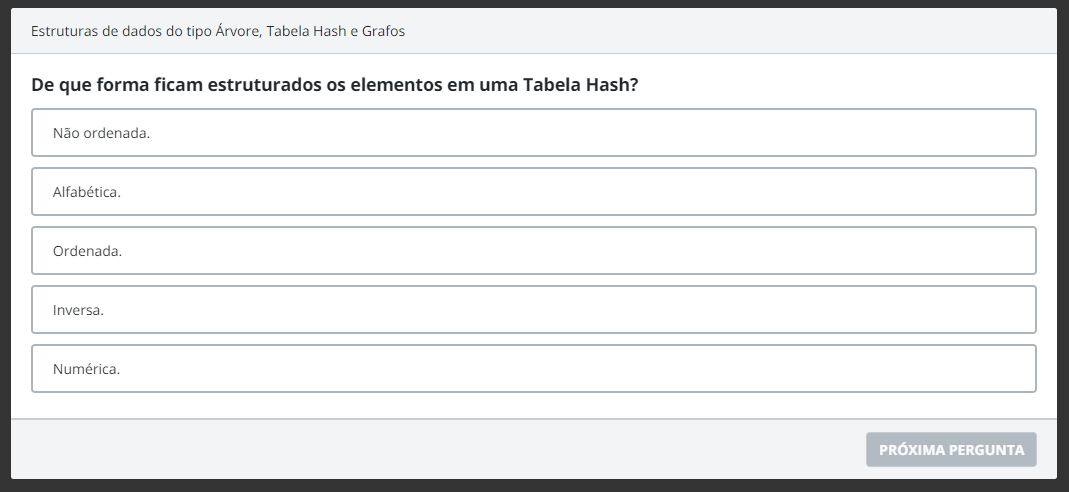 Estruturas de dados do tipo Árvore, Tabela Hash e Grafos
De que forma ficam estruturados os elementos em uma Tabela Hash?
Não ordenada.
Alfabética.
Ordenada.
Inversa.
Numérica.
PRÓXIMA PERGUNTA